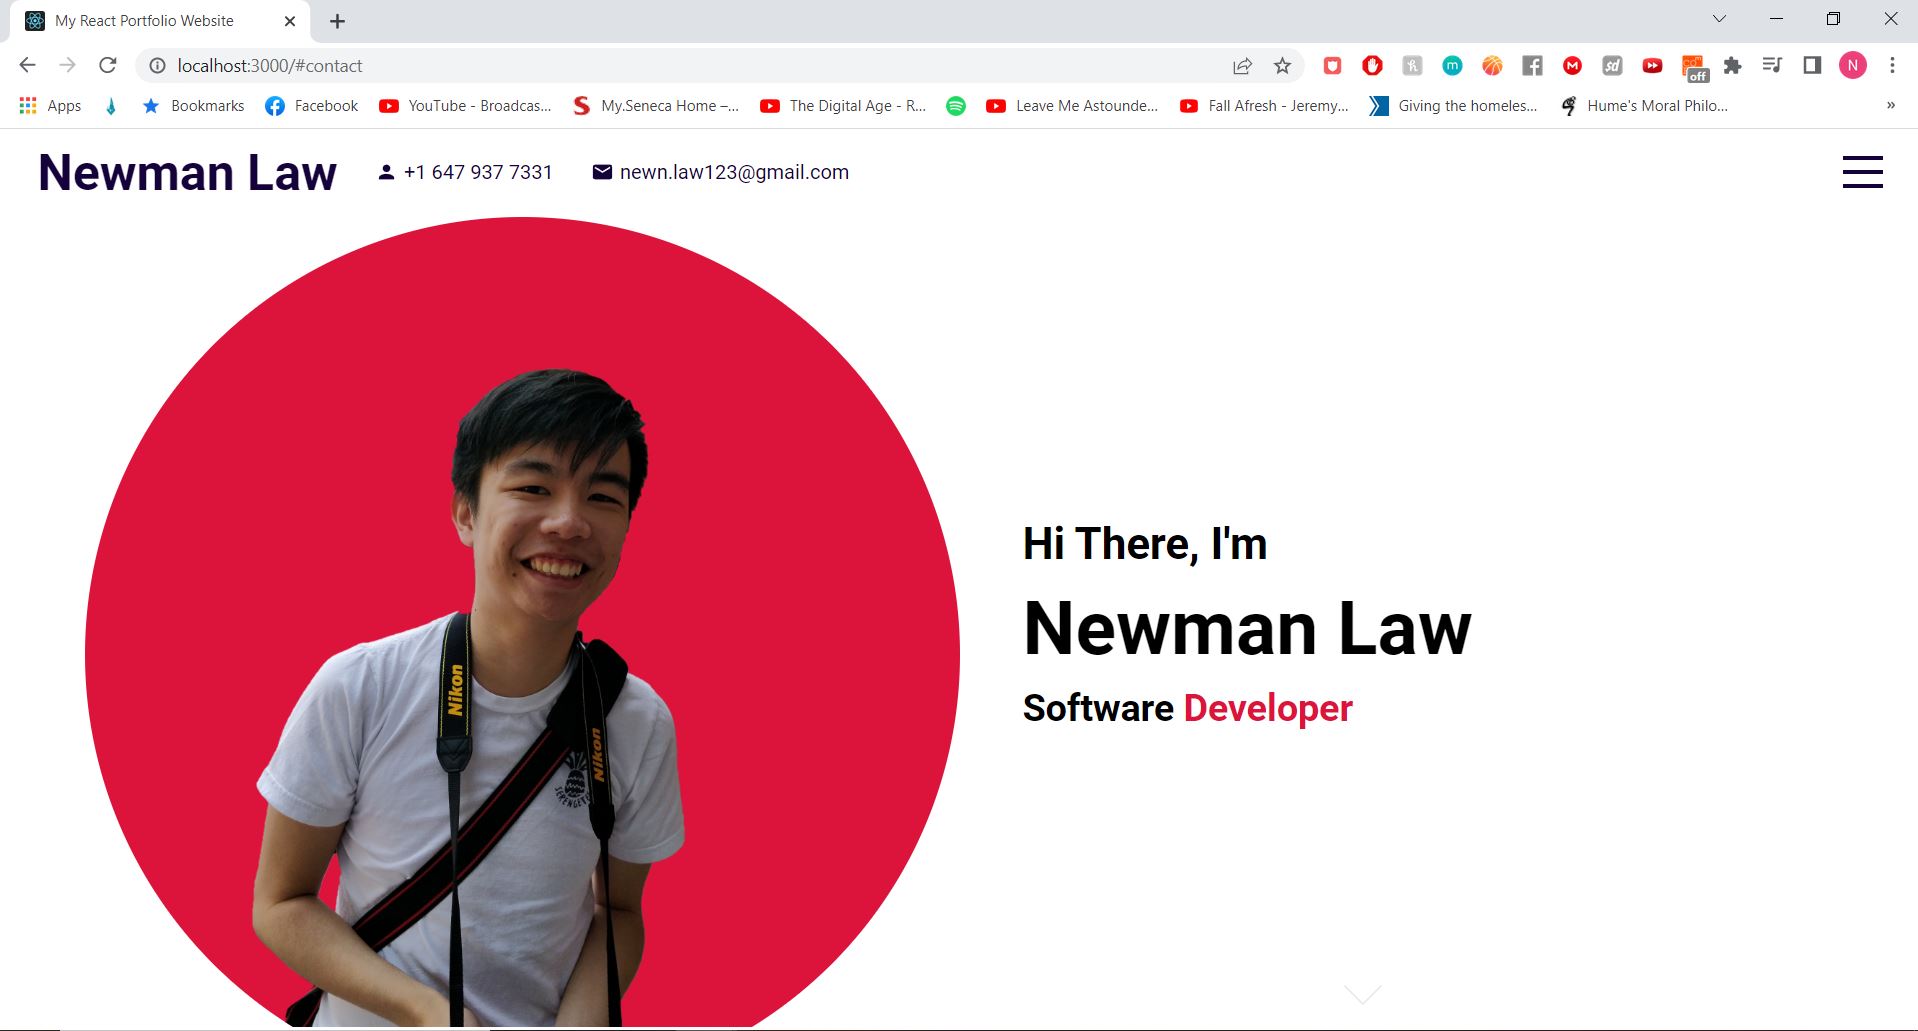 My React Portfolio Website
localhost:3000/#contact
off
N
Apps
Bookmarks
Facebook
YouTube - Broadcas...
My.Seneca Home –...
The Digital Age - R...
Leave Me Astounde...
Fall Afresh - Jeremy...
Giving the homeles...
Hume's Moral Philo...
»
Newman Law
+1 647 937 7331
newn.law123@gmail.com
Hi There, I'm
Newman Law
Software Developer
Nikon
Nikon